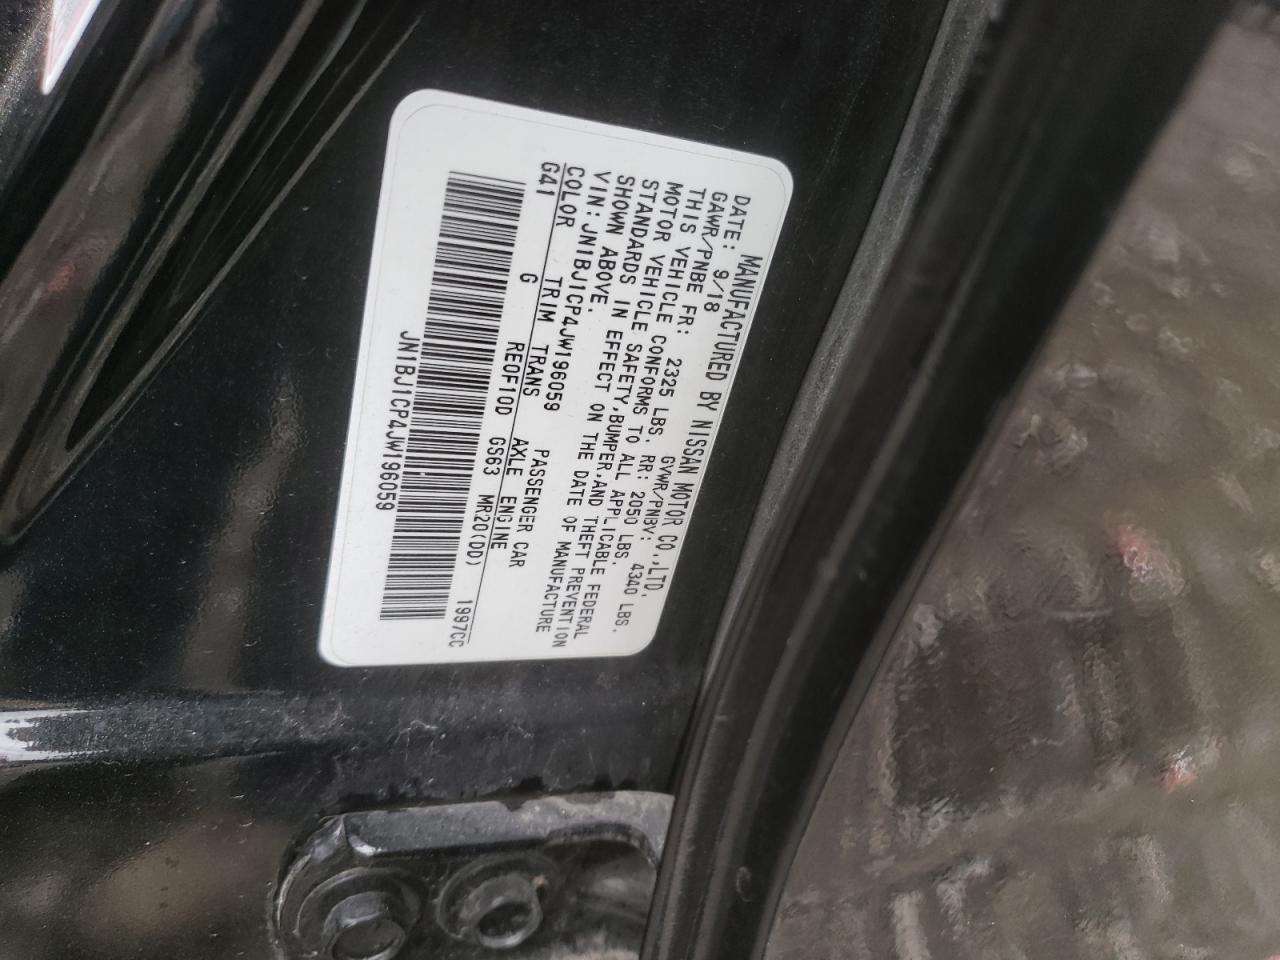 MANUFACTURED BY NISSAN MOTOR CO.,LTD.
DATE: 9/18 GVWR/PNBV: 4340 LBS.
GAWR/PNBE FR: 2325 LBS. RR: 2050 LBS.
THIS VEHICLE CONFORMS TO ALL APPLICABLE FEDERAL
MOTOR VEHICLE SAFETY,BUMPER,AND THEFT PREVENTION
STANDARDS IN EFFECT ON THE DATE OF MANUFACTURE
SHOWN ABOVE.
VIN: JN1BJ1CP4JW196059 PASSENGER CAR
COLOR TRIM TRANS AXLE ENGINE
G41 G REOF10D GS63 MR20(DD) 1997CC
JN1BJ1CP4JW196059